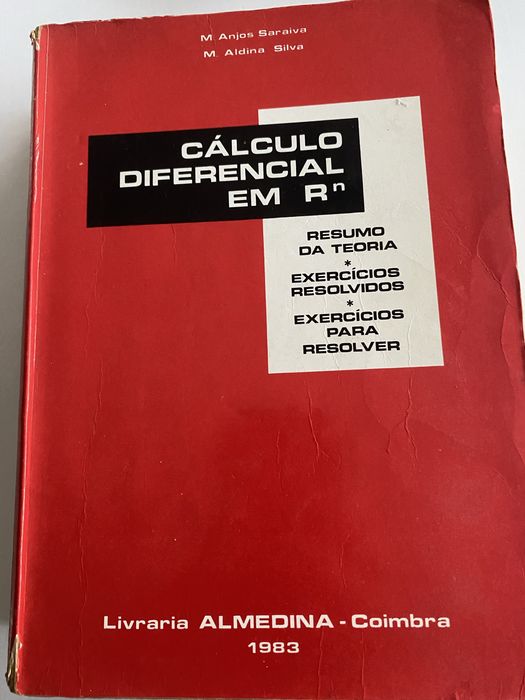 M. Anjos Saraiva
M. Aldina Silva
CÁLCULO
DIFERENCIAL
EM Rⁿ
RESUMO
DA TEORIA
*
EXERCÍCIOS
RESOLVIDOS
*
EXERCÍCIOS
PARA
RESOLVER
Livraria ALMEDINA - Coimbra
1983